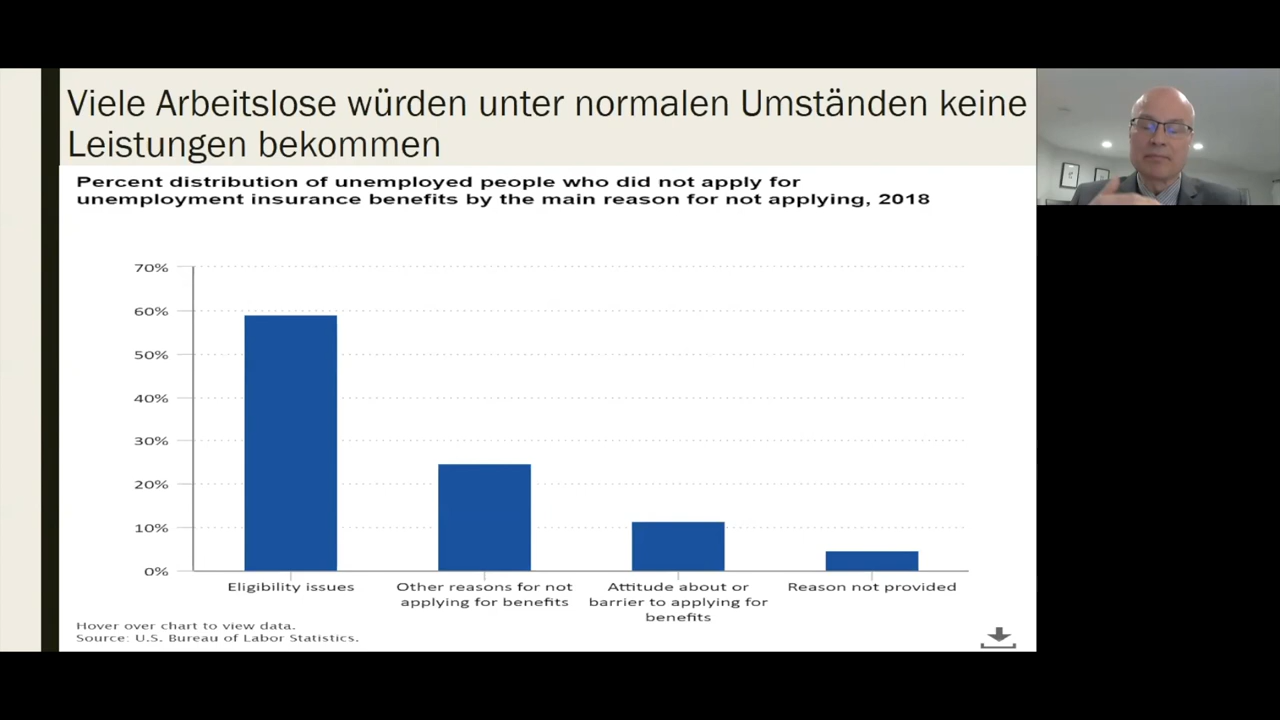 Viele Arbeitslose würden unter normalen Umständen keine
Leistungen bekommen
Percent distribution of unemployed people who did not apply for
unemployment insurance benefits by the main reason for not applying, 2018
70%
60%
50%
40%
30%
20%
10%
0%
Eligibility issues
Other reasons for not
applying for benefits
Attitude about or
barrier to applying for
benefits
Reason not provided
Hover over chart to view data.
Source: U.S. Bureau of Labor Statistics.